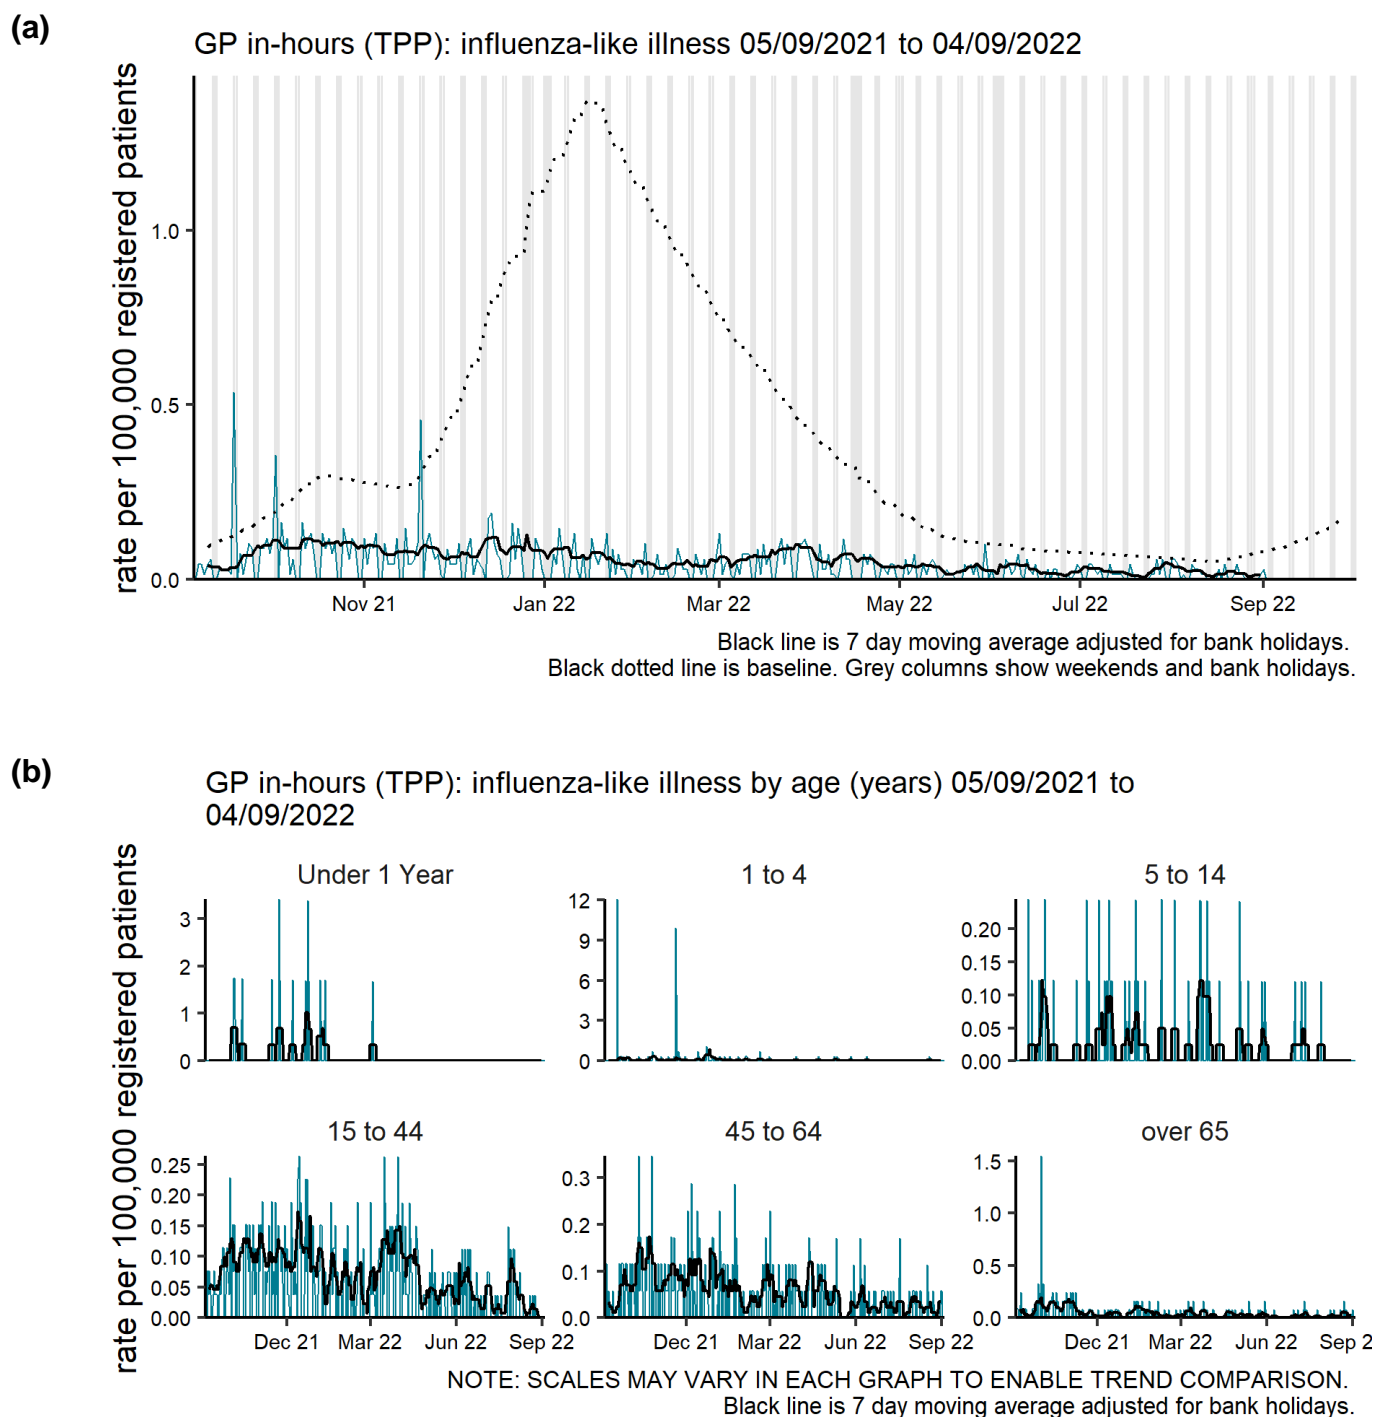 (a)
GP in-hours (TPP): influenza-like illness 05/09/2021 to 04/09/2022
rate per 100,000 registered patients
1.0
0.5
0.0
Nov 21 Jan 22 Mar 22 May 22 Jul 22 Sep 22
Black line is 7 day moving average adjusted for bank holidays.
Black dotted line is baseline. Grey columns show weekends and bank holidays.
(b)
GP in-hours (TPP): influenza-like illness by age (years) 05/09/2021 to
04/09/2022
rate per 100,000 registered patients
Under 1 Year
3
2
1
0
1 to 4
12
9
6
3
0
5 to 14
0.20
0.15
0.10
0.05
0.00
15 to 44
0.25
0.20
0.15
0.10
0.05
0.00
Dec 21 Mar 22 Jun 22 Sep 22
45 to 64
0.3
0.2
0.1
0.0
Dec 21 Mar 22 Jun 22 Sep 22
over 65
1.5
1.0
0.5
0.0
Dec 21 Mar 22 Jun 22 Sep 2
NOTE: SCALES MAY VARY IN EACH GRAPH TO ENABLE TREND COMPARISON.
Black line is 7 day moving average adjusted for bank holidays.